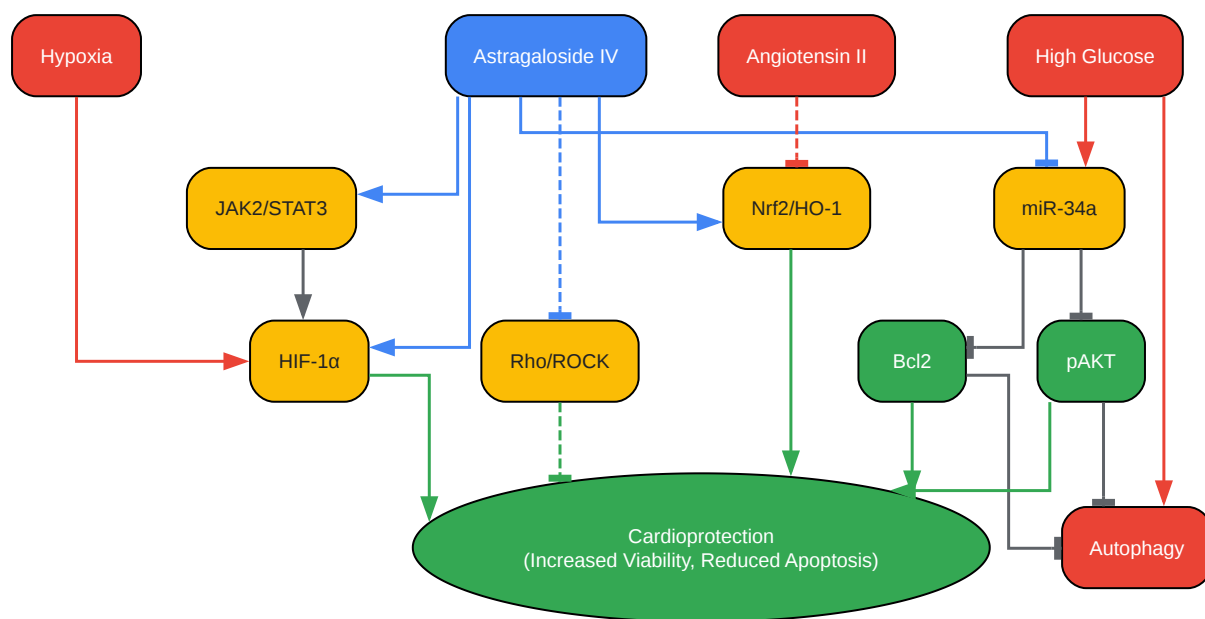 Hypoxia
Astragaloside IV
Angiotensin II
High Glucose
JAK2/STAT3
Nrf2/HO-1
miR-34a
HIF-1α
Rho/ROCK
Bcl2
pAKT
Cardioprotection
(Increased Viability, Reduced Apoptosis)
Autophagy